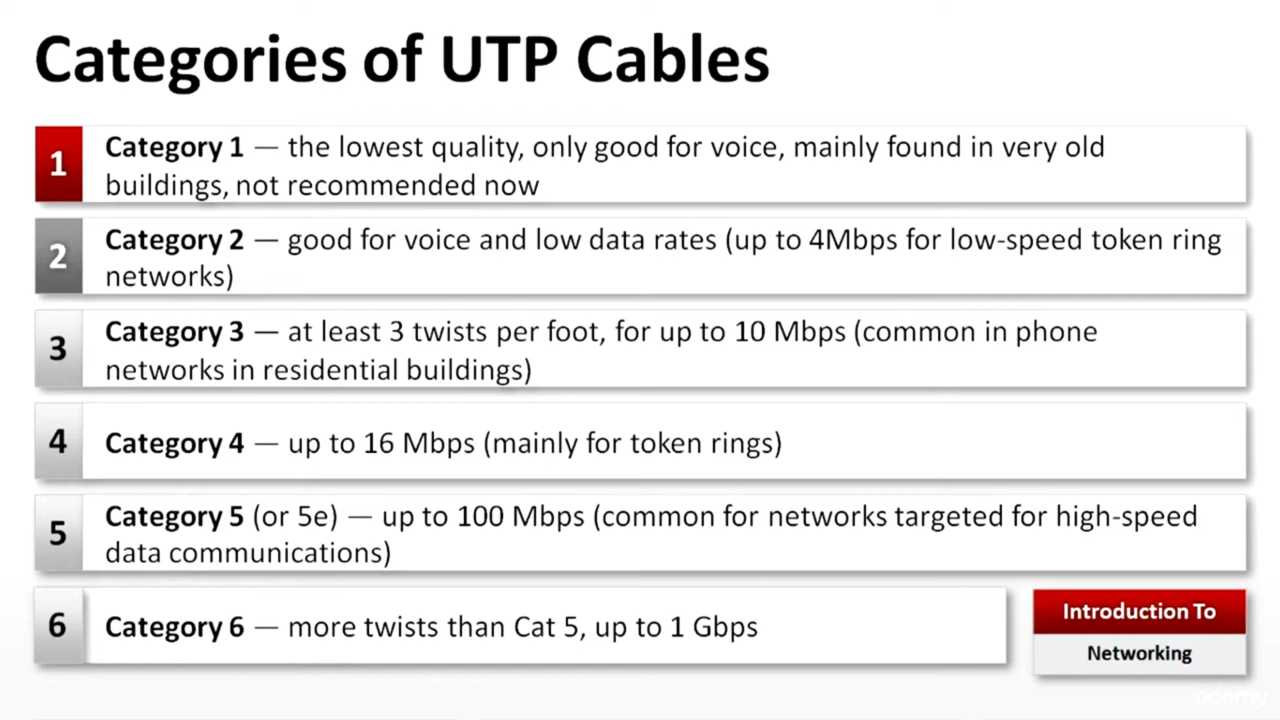 Categories of UTP Cables
1
Category 1 — the lowest quality, only good for voice, mainly found in very old
buildings, not recommended now
2
Category 2 — good for voice and low data rates (up to 4Mbps for low-speed token ring
networks)
3
Category 3 — at least 3 twists per foot, for up to 10 Mbps (common in phone
networks in residential buildings)
4
Category 4 — up to 16 Mbps (mainly for token rings)
5
Category 5 (or 5e) — up to 100 Mbps (common for networks targeted for high-speed
data communications)
6
Category 6 — more twists than Cat 5, up to 1 Gbps
Introduction To
Networking
udemy